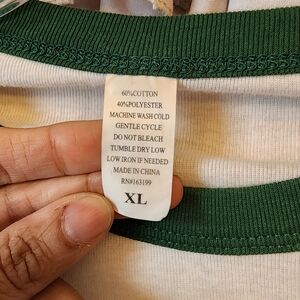 60%COTTON
40%POLYESTER
MACHINE WASH COLD
GENTLE CYCLE
DO NOT BLEACH
TUMBLE DRY LOW
LOW IRON IF NEEDED
MADE IN CHINA
RN#163199
XL